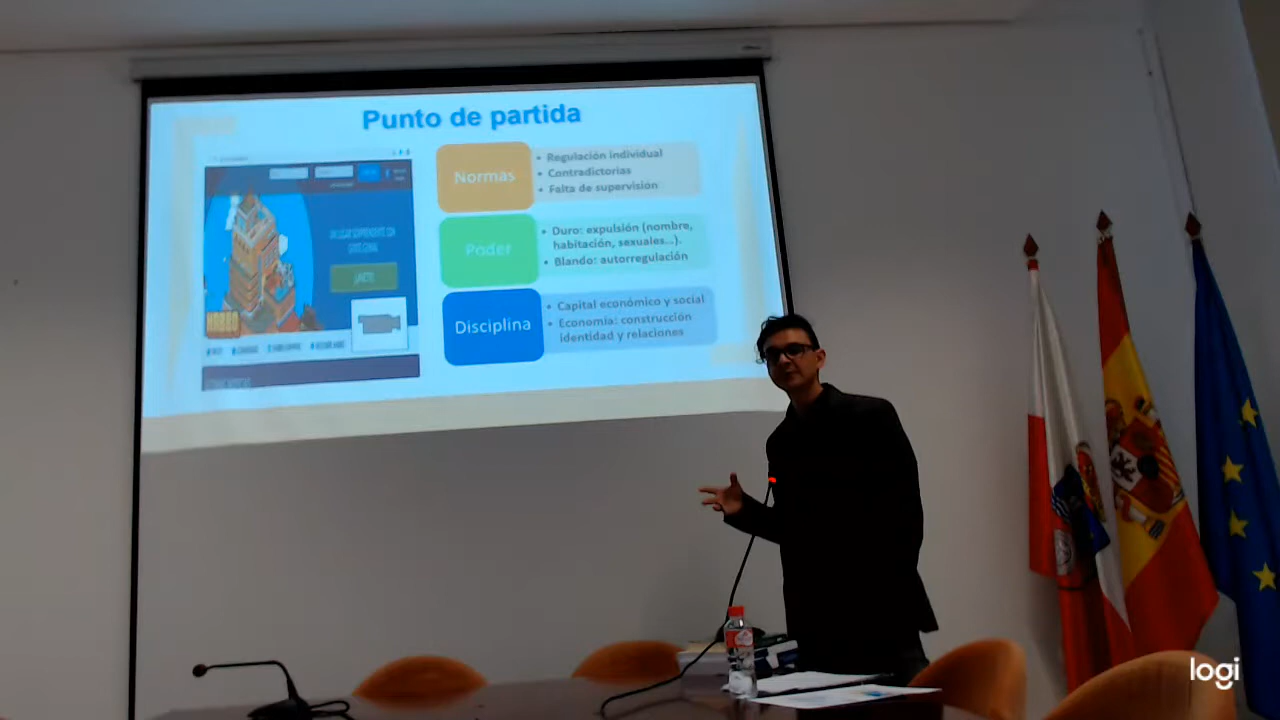 Punto de partida
Normas
• Regulación individual
• Contradictorias
• Falta de supervisión
Poder
• Duro: expulsión (nombre,
habitación, sexuales...).
• Blando: autorregulación
Disciplina
• Capital económico y social
• Economía: construcción
identidad y relaciones
HABBO
logi